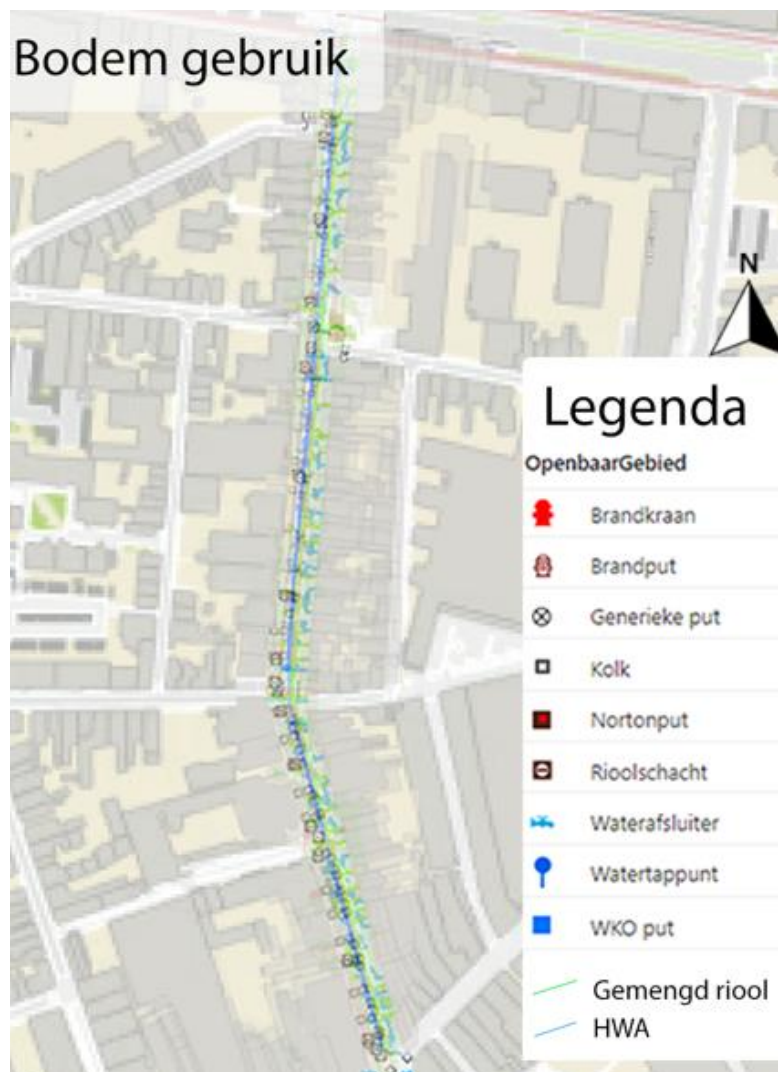 Bodem gebruik
N
Legenda
OpenbaarGebied
Brandkraan
Brandput
Generieke put
Kolk
Nortonput
Rioolschacht
Waterafsluiter
Watertappunt
WKO put
Gemengd riool
HWA